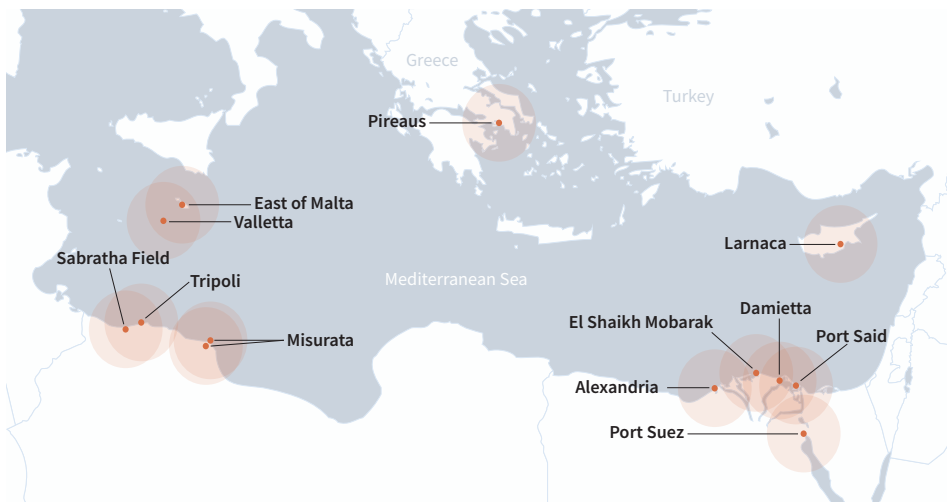 Greece
Turkey
Pireaus
East of Malta
Valletta
Larnaca
Sabratha Field
Tripoli
Mediterranean Sea
Damietta
El Shaikh Mobarak
Port Said
Misurata
Alexandria
Port Suez